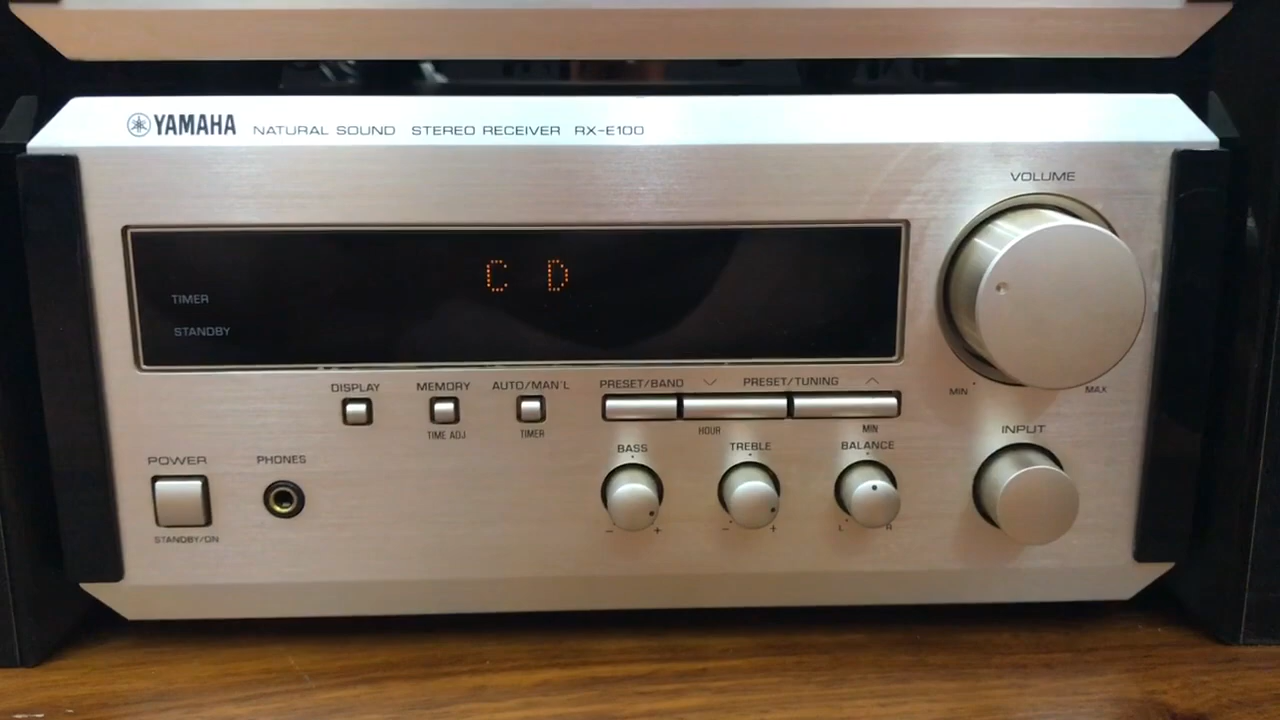 YAMAHA NATURAL SOUND STEREO RECEIVER RX-E100
VOLUME
C D
TIMER
STANDBY
MIN MAX
DISPLAY MEMORY AUTO/MAN'L PRESET/BAND PRESET/TUNING
TIME ADJ TIMER HOUR MIN
INPUT
BASS TREBLE BALANCE
POWER PHONES
- + - + L R
STANDBY/ON